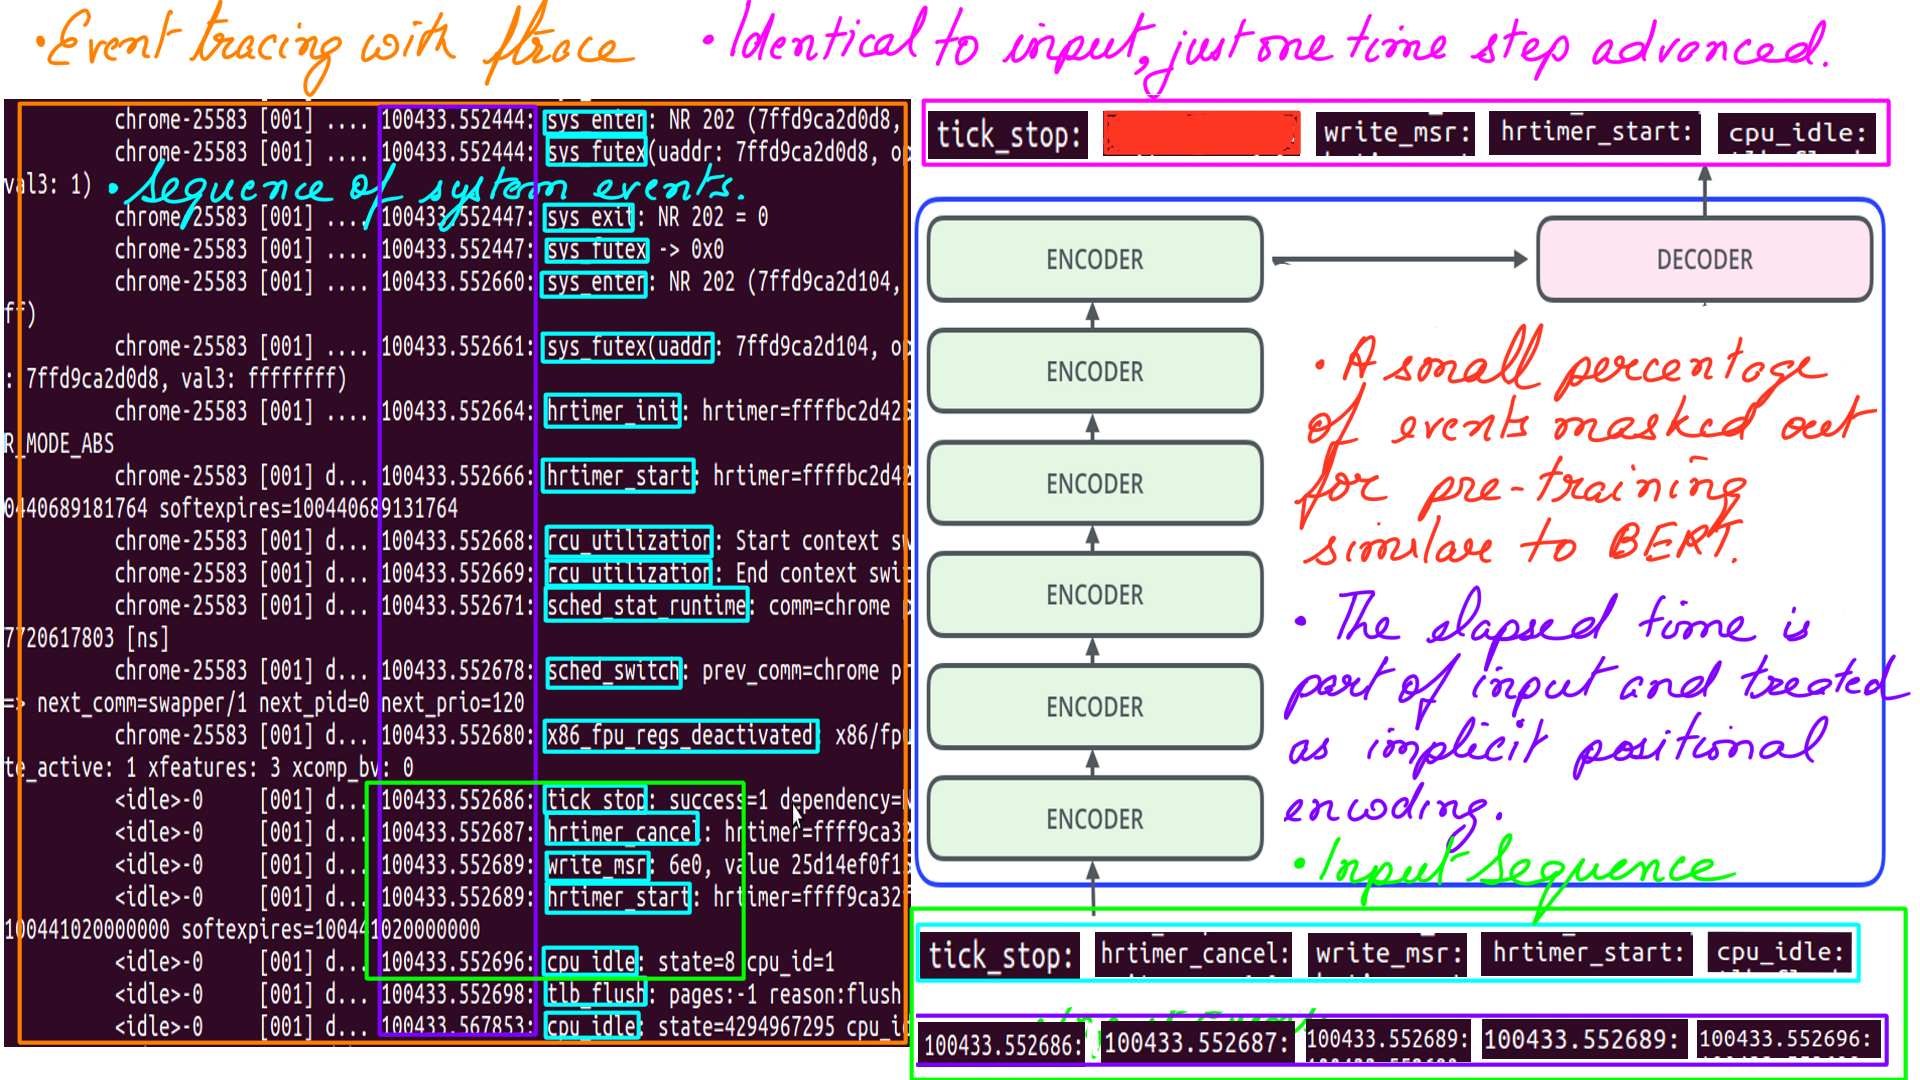 •Event tracing with ftrace
•Identical to input, just one time step advanced.
chrome-25583 [001] .... 100433.552444: sys_enter: NR 202 (7ffd9ca2d0d8,
chrome-25583 [001] .... 100433.552444: sys_futex(uaddr: 7ffd9ca2d0d8, op
val3: 1)
•Sequence of system events.
chrome-25583 [001] .... 100433.552447: sys_exit: NR 202 = 0
chrome-25583 [001] .... 100433.552447: sys_futex -> 0x0
chrome-25583 [001] .... 100433.552660: sys_enter: NR 202 (7ffd9ca2d104,
ff)
chrome-25583 [001] .... 100433.552661: sys_futex(uaddr: 7ffd9ca2d104, op
: 7ffd9ca2d0d8, val3: ffffffff)
chrome-25583 [001] .... 100433.552664: hrtimer_init: hrtimer=ffffbc2d42
R_MODE_ABS
chrome-25583 [001] d... 100433.552666: hrtimer_start: hrtimer=ffffbc2d42
0440689181764 softexpires=100440689131764
chrome-25583 [001] d... 100433.552668: rcu_utilization: Start context sw
chrome-25583 [001] d... 100433.552669: rcu_utilization: End context swi
chrome-25583 [001] d... 100433.552671: sched_stat_runtime: comm=chrome p
7720617803 [ns]
chrome-25583 [001] d... 100433.552678: sched_switch: prev_comm=chrome pr
=> next_comm=swapper/1 next_pid=0 next_prio=120
chrome-25583 [001] d... 100433.552680: x86_fpu_regs_deactivated: x86/fpu
te_active: 1 xfeatures: 3 xcomp_bv: 0
<idle>-0 [001] d... 100433.552686: tick_stop: success=1 dependency=N
<idle>-0 [001] d... 100433.552687: hrtimer_cancel: hrtimer=ffff9ca32
<idle>-0 [001] d... 100433.552689: write_msr: 6e0, value 25d14ef0f1
<idle>-0 [001] d... 100433.552689: hrtimer_start: hrtimer=ffff9ca32
100441020000000 softexpires=100441020000000
<idle>-0 [001] d... 100433.552696: cpu_idle: state=8 cpu_id=1
<idle>-0 [001] d... 100433.552698: tlb_flush: pages:-1 reason:flush
<idle>-0 [001] d... 100433.567853: cpu_idle: state=4294967295 cpu_i
tick_stop: write_msr: hrtimer_start: cpu_idle:
ENCODER
DECODER
ENCODER
ENCODER
ENCODER
ENCODER
ENCODER
•A small percentage
of events masked out
for pre-training
similar to BERT.
•The elapsed time is
part of input and treated
as implicit positional
encoding.
•Input Sequence
tick_stop: hrtimer_cancel: write_msr: hrtimer_start: cpu_idle:
100433.552686: 100433.552687: 100433.552689: 100433.552689: 100433.552696: